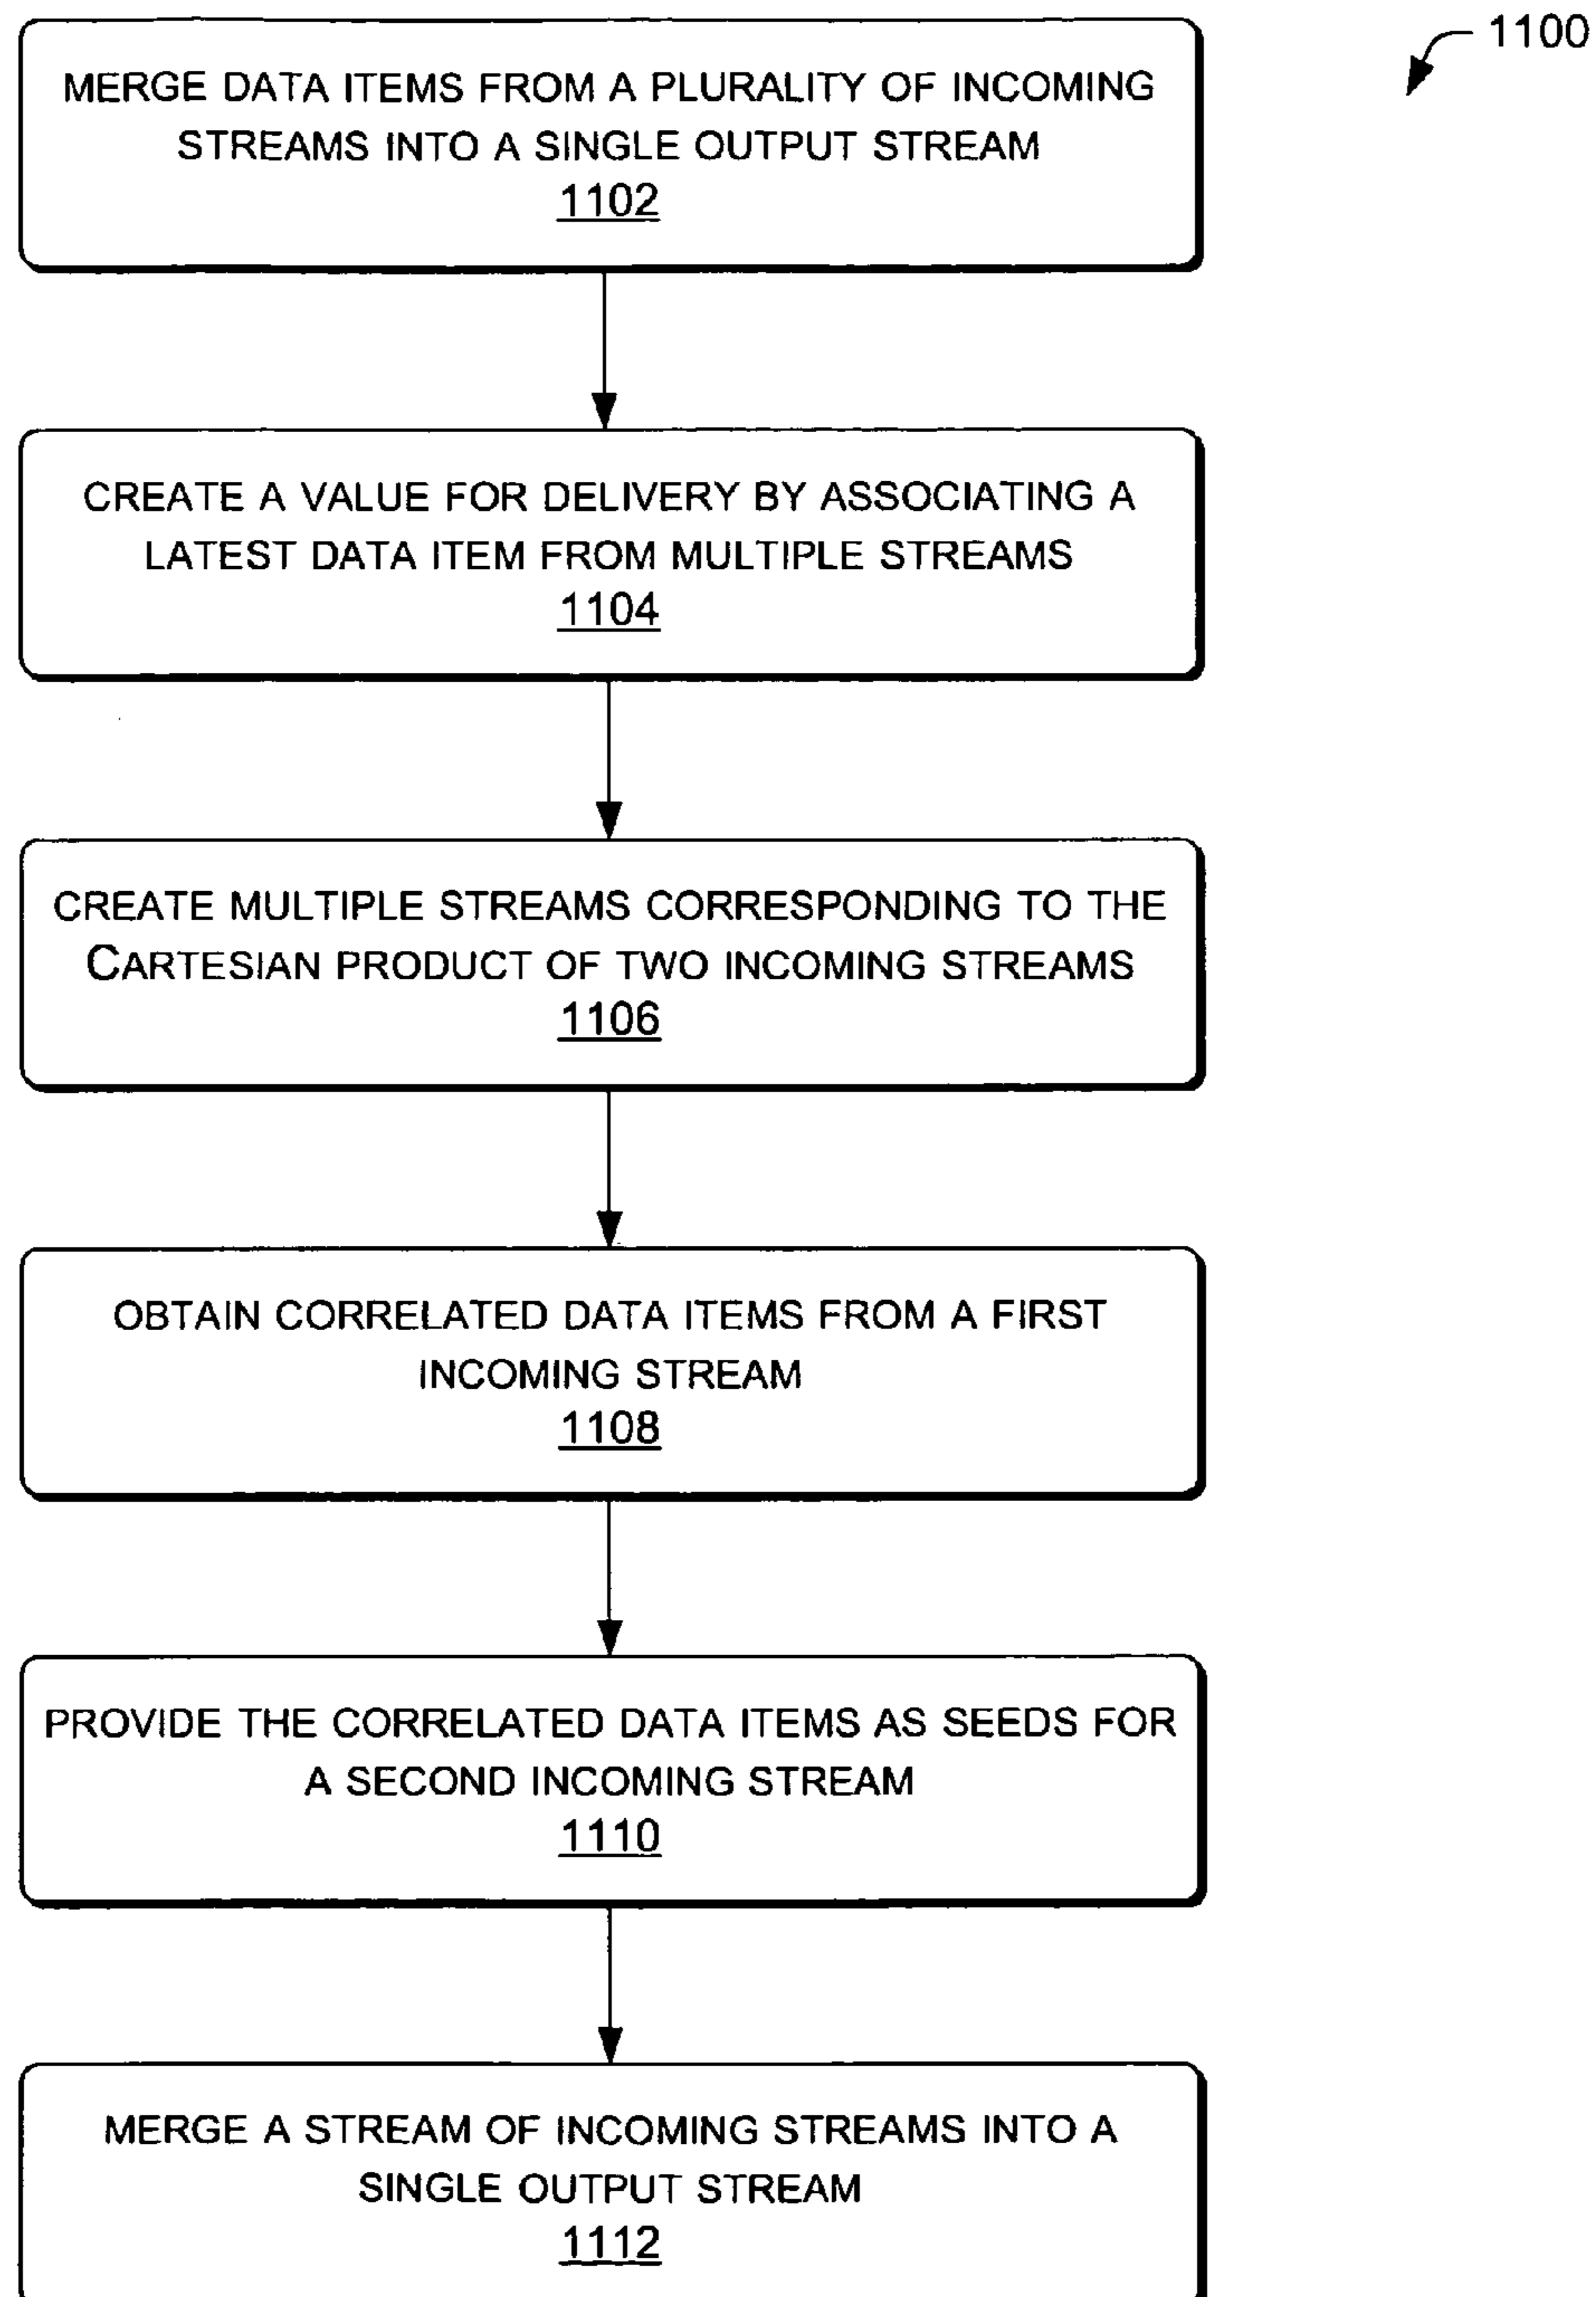 1100
MERGE DATA ITEMS FROM A PLURALITY OF INCOMING
STREAMS INTO A SINGLE OUTPUT STREAM
1102
CREATE A VALUE FOR DELIVERY BY ASSOCIATING A
LATEST DATA ITEM FROM MULTIPLE STREAMS
1104
CREATE MULTIPLE STREAMS CORRESPONDING TO THE
CARTESIAN PRODUCT OF TWO INCOMING STREAMS
1106
OBTAIN CORRELATED DATA ITEMS FROM A FIRST
INCOMING STREAM
1108
PROVIDE THE CORRELATED DATA ITEMS AS SEEDS FOR
A SECOND INCOMING STREAM
1110
MERGE A STREAM OF INCOMING STREAMS INTO A
SINGLE OUTPUT STREAM
1112